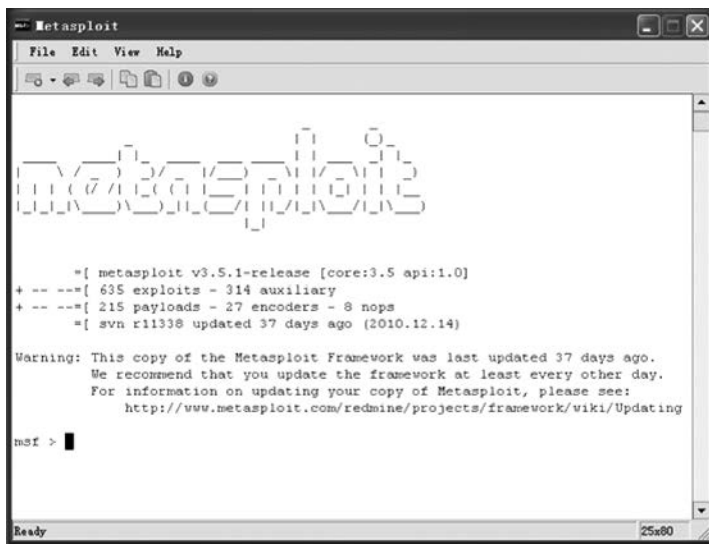 Metasploit
File Edit View Help
metasploit
=[ metasploit v3.5.1-release [core:3.5 api:1.0]
+ -- --=[ 635 exploits - 314 auxiliary
+ -- --=[ 215 payloads - 27 encoders - 8 nops
=[ svn r11338 updated 37 days ago (2010.12.14)
Warning: This copy of the Metasploit Framework was last updated 37 days ago.
We recommend that you update the framework at least every other day.
For information on updating your copy of Metasploit, please see:
http://www.metasploit.com/redmine/projects/framework/wiki/Updating
msf >
Ready 25x80